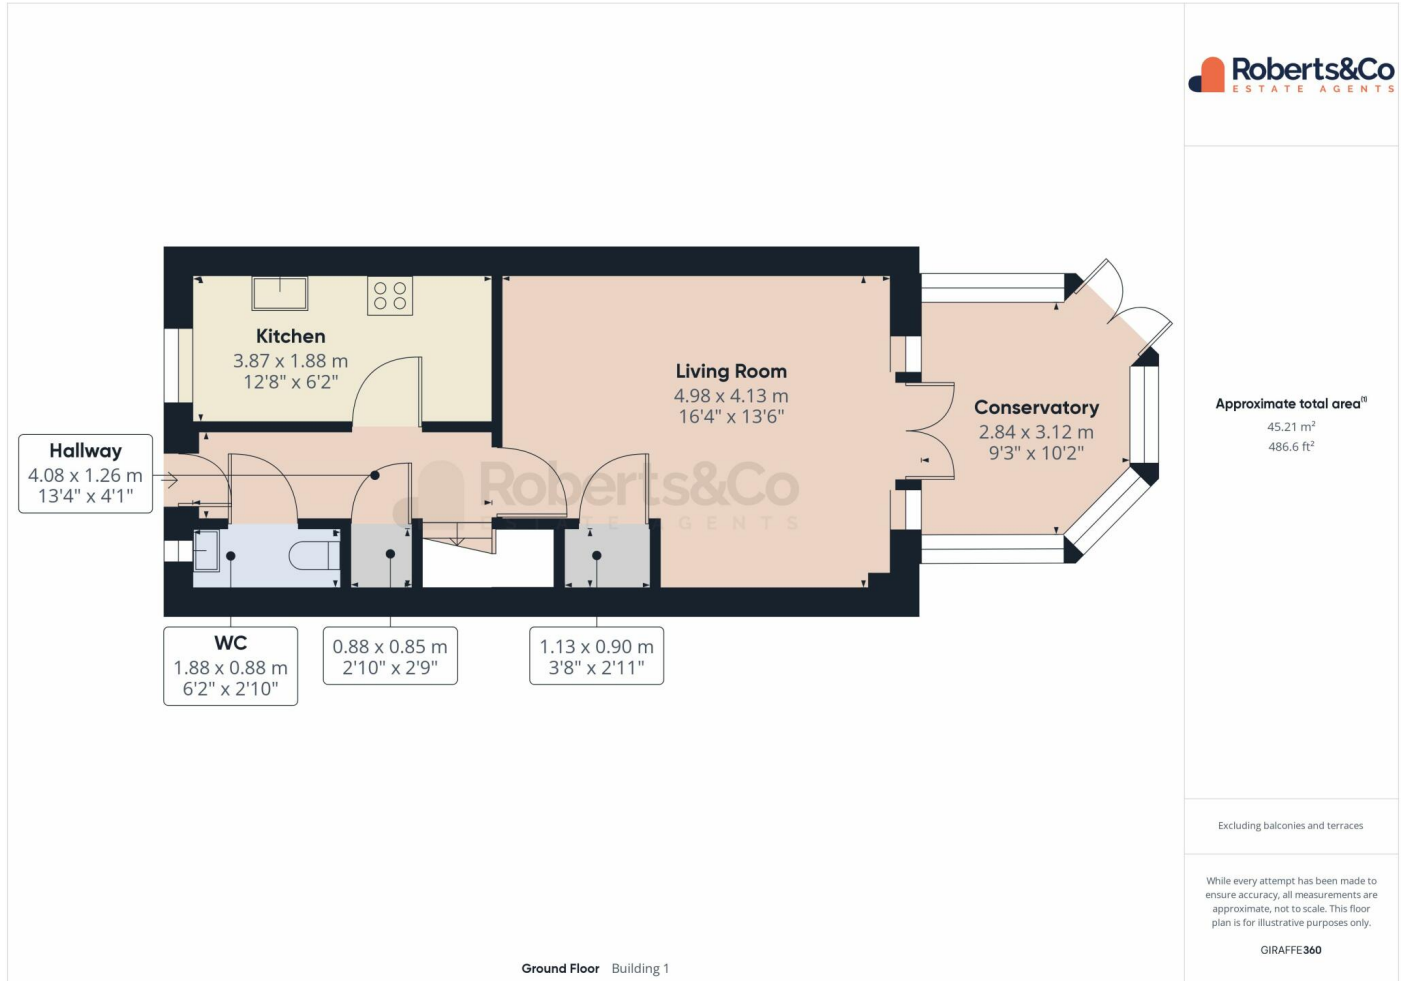 Roberts&Co
ESTATE AGENTS
Kitchen
3.87 x 1.88 m
12'8" x 6'2"
Living Room
4.98 x 4.13 m
16'4" x 13'6"
Conservatory
2.84 x 3.12 m
9'3" x 10'2"
Hallway
4.08 x 1.26 m
13'4" x 4'1"
Roberts&Co
ESTATE AGENTS
WC
1.88 x 0.88 m
6'2" x 2'10"
0.88 x 0.85 m
2'10" x 2'9"
1.13 x 0.90 m
3'8" x 2'11"
Approximate total area(1)
45.21 m²
486.6 ft²
Excluding balconies and terraces
While every attempt has been made to
ensure accuracy, all measurements are
approximate, not to scale. This floor
plan is for illustrative purposes only.
GIRAFFE360
Ground Floor Building 1